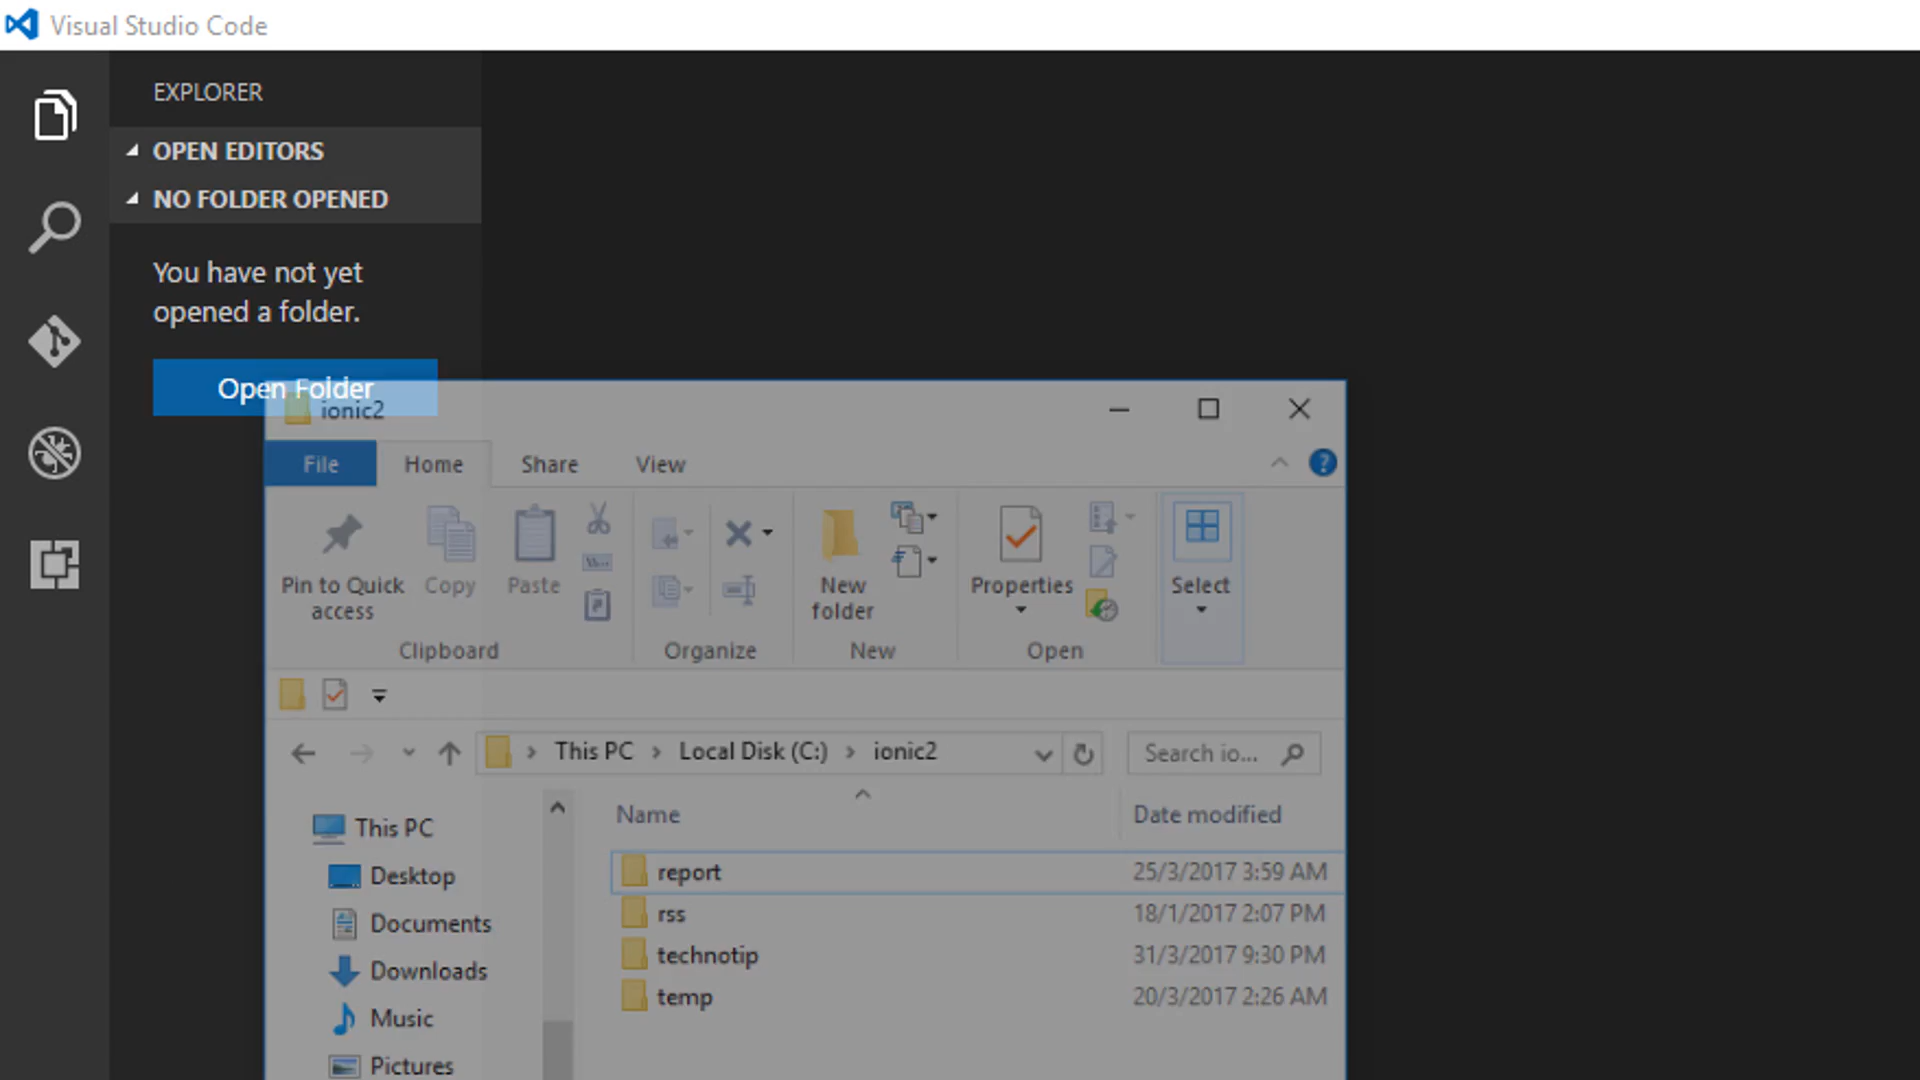 Visual Studio Code
EXPLORER
OPEN EDITORS
NO FOLDER OPENED
You have not yet
opened a folder.
Open Folder
ionic2
File Home Share View
?
Pin to Quick
access
Copy
Paste
New
folder
Properties
Select
Clipboard Organize New Open
This PC Local Disk (C:) ionic2
Search io...
Name Date modified
This PC
Desktop
Documents
Downloads
Music
Pictures
report 25/3/2017 3:59 AM
rss 18/1/2017 2:07 PM
technotip 31/3/2017 9:30 PM
temp 20/3/2017 2:26 AM